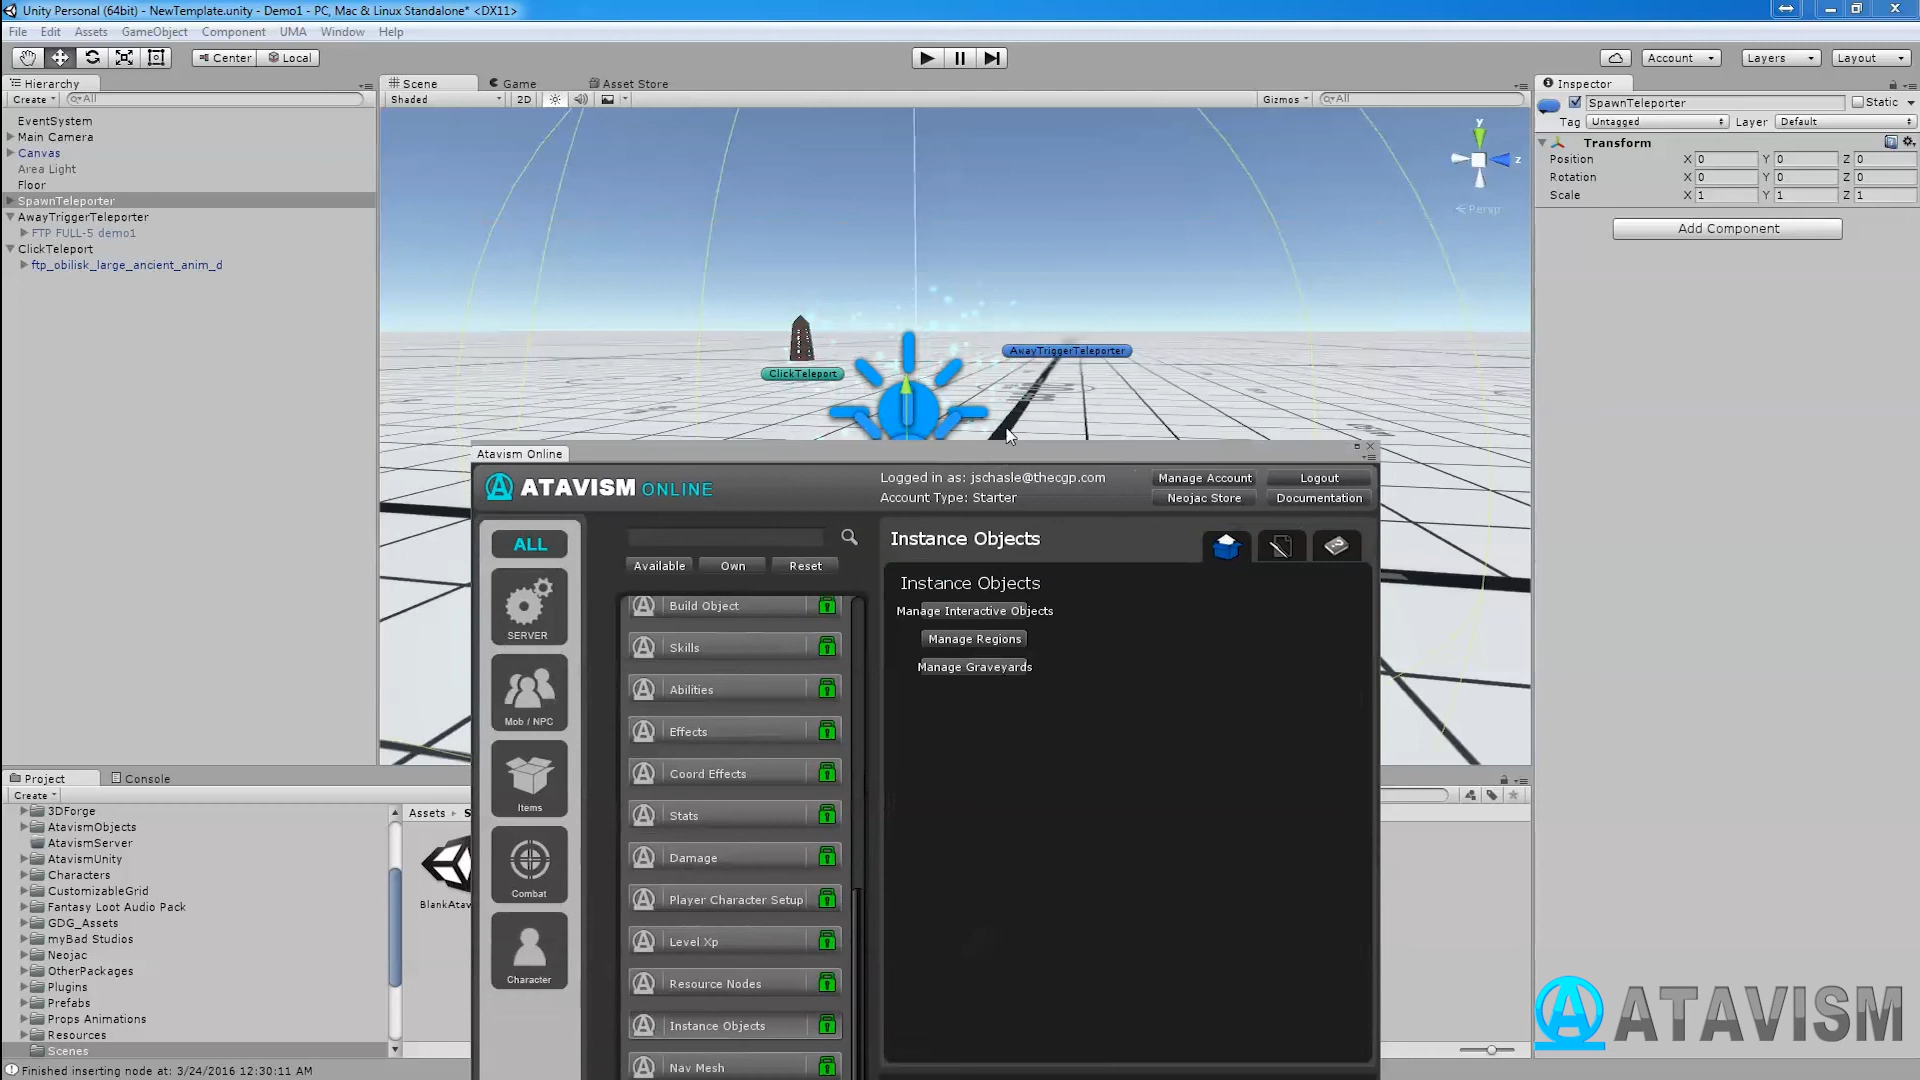 Unity Personal (64bit) - NewTemplate.unity - Demo1 - PC, Mac & Linux Standalone* <DX11>
File Edit Assets GameObject Component UMA Window Help
Center Local Account Layers Layout
Hierarchy
Create All
EventSystem
Main Camera
Canvas
Area Light
Floor
SpawnTeleporter
AwayTriggerTeleporter
FTP FULL-5 demo1
ClickTeleport
ftp_obilisk_large_ancient_anim_d
Scene Game Asset Store
Shaded 2D Gizmos All
y
z
Persp
AwayTriggerTeleporter
ClickTeleport
Inspector
SpawnTeleporter Static
Tag Untagged Layer Default
Transform
Position X 0 Y 0 Z 0
Rotation X 0 Y 0 Z 0
Scale X 1 Y 1 Z 1
Add Component
Atavism Online
ATAVISM ONLINE
Logged in as: jschasle@thecgp.com
Account Type: Starter
Manage Account Logout
Neojac Store Documentation
ALL
SERVER
Mob / NPC
Items
Combat
Character
Available Own Reset
Build Object
Skills
Abilities
Effects
Coord Effects
Stats
Damage
Player Character Setup
Level Xp
Resource Nodes
Instance Objects
Nav Mesh
Instance Objects
Instance Objects
Manage Interactive Objects
Manage Regions
Manage Graveyards
Project Console
Create
3DForge
AtavismObjects
AtavismServer
AtavismUnity
Characters
CustomizableGrid
Fantasy Loot Audio Pack
GDG_Assets
myBad Studios
Neojac
OtherPackages
Plugins
Prefabs
Props Animations
Resources
Scenes
Assets S
BlankAtav
Finished inserting node at: 3/24/2016 12:30:11 AM
ATAVISM